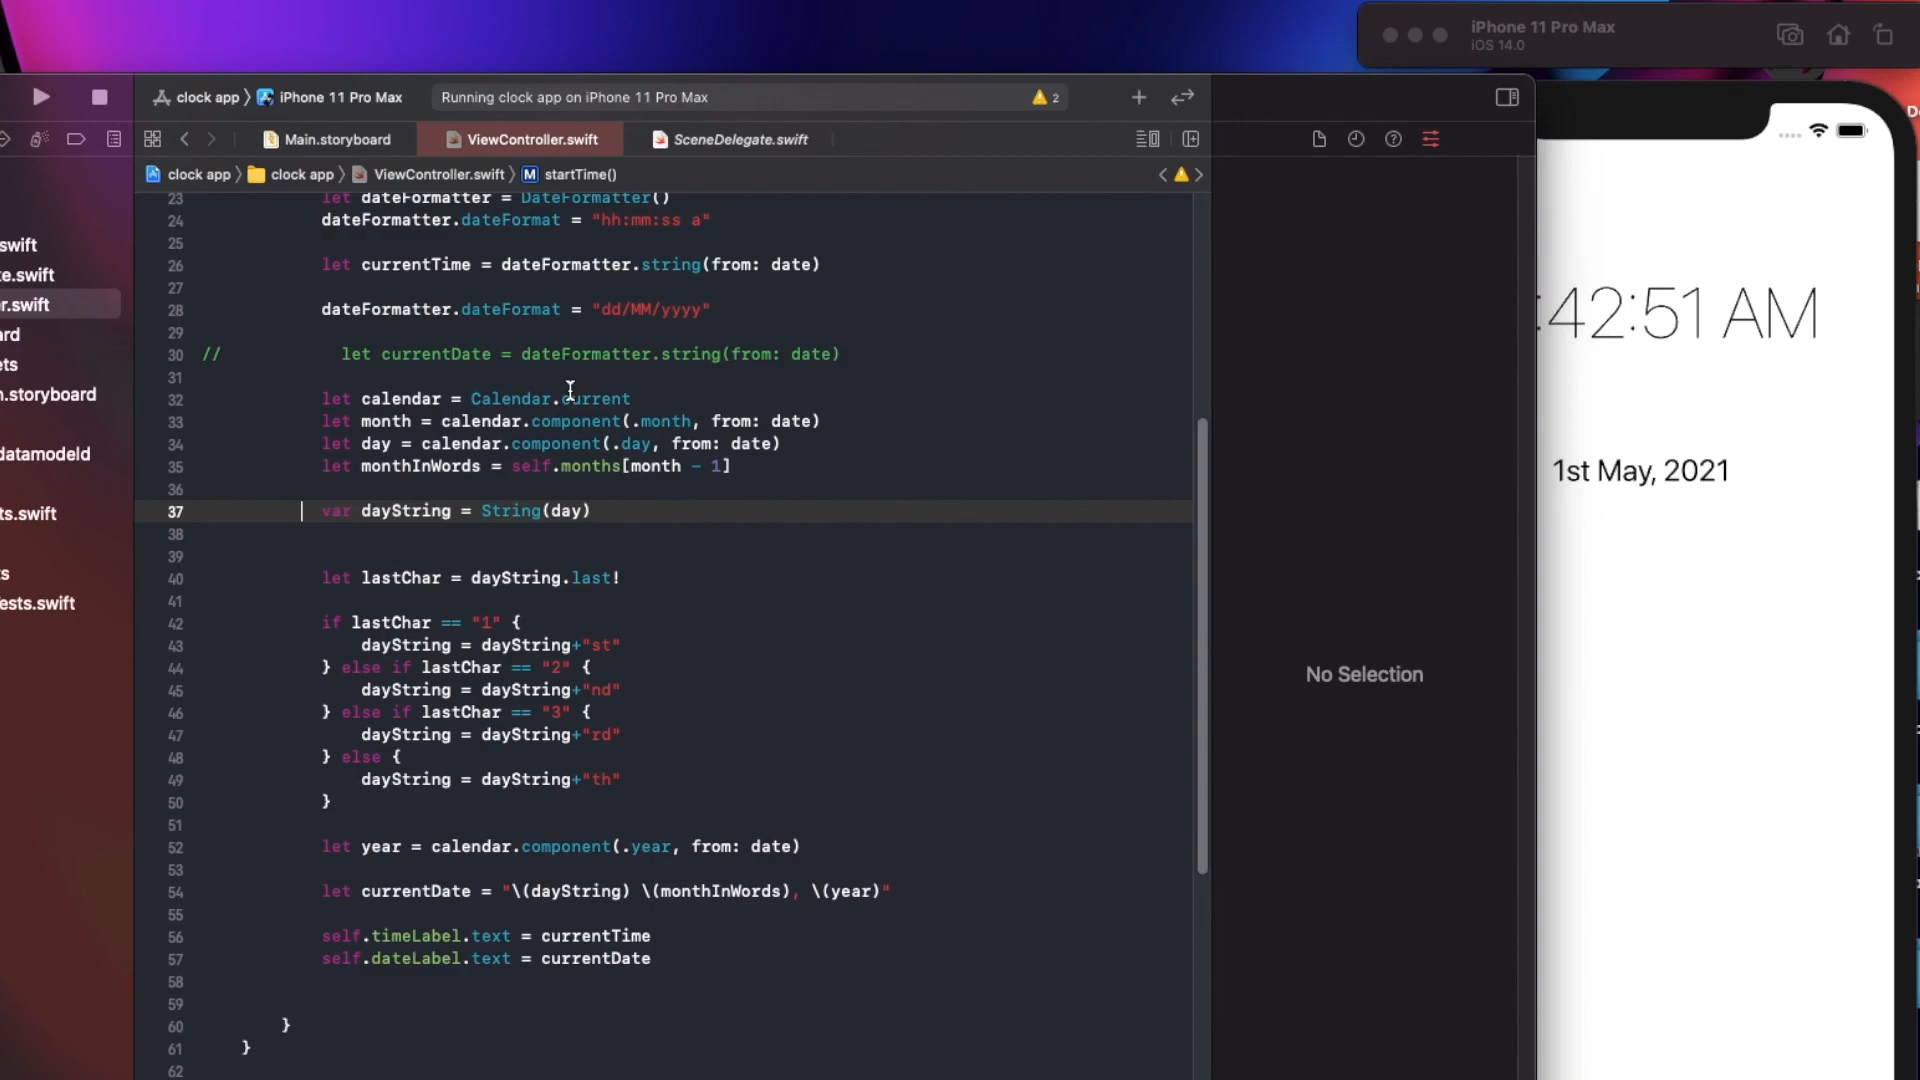 iPhone 11 Pro Max
iOS 14.0
clock app
iPhone 11 Pro Max
Running clock app on iPhone 11 Pro Max
2
Main.storyboard
ViewController.swift
SceneDelegate.swift
clock app
clock app
ViewController.swift
M
startTime()
swift
te.swift
r.swift
ard
ets
n.storyboard
datamodeld
ts.swift
ts
ests.swift
23 let dateFormatter = DateFormatter()
24 dateFormatter.dateFormat = "hh:mm:ss a"
25
26 let currentTime = dateFormatter.string(from: date)
27
28 dateFormatter.dateFormat = "dd/MM/yyyy"
29
30 // let currentDate = dateFormatter.string(from: date)
31
32 let calendar = Calendar.current
33 let month = calendar.component(.month, from: date)
34 let day = calendar.component(.day, from: date)
35 let monthInWords = self.months[month - 1]
36
37 var dayString = String(day)
38
39
40 let lastChar = dayString.last!
41
42 if lastChar == "1" {
43 dayString = dayString+"st"
44 } else if lastChar == "2" {
45 dayString = dayString+"nd"
46 } else if lastChar == "3" {
47 dayString = dayString+"rd"
48 } else {
49 dayString = dayString+"th"
50 }
51
52 let year = calendar.component(.year, from: date)
53
54 let currentDate = "\(dayString) \(monthInWords), \(year)"
55
56 self.timeLabel.text = currentTime
57 self.dateLabel.text = currentDate
58
59
60 }
61 }
62
No Selection
:42:51 AM
1st May, 2021